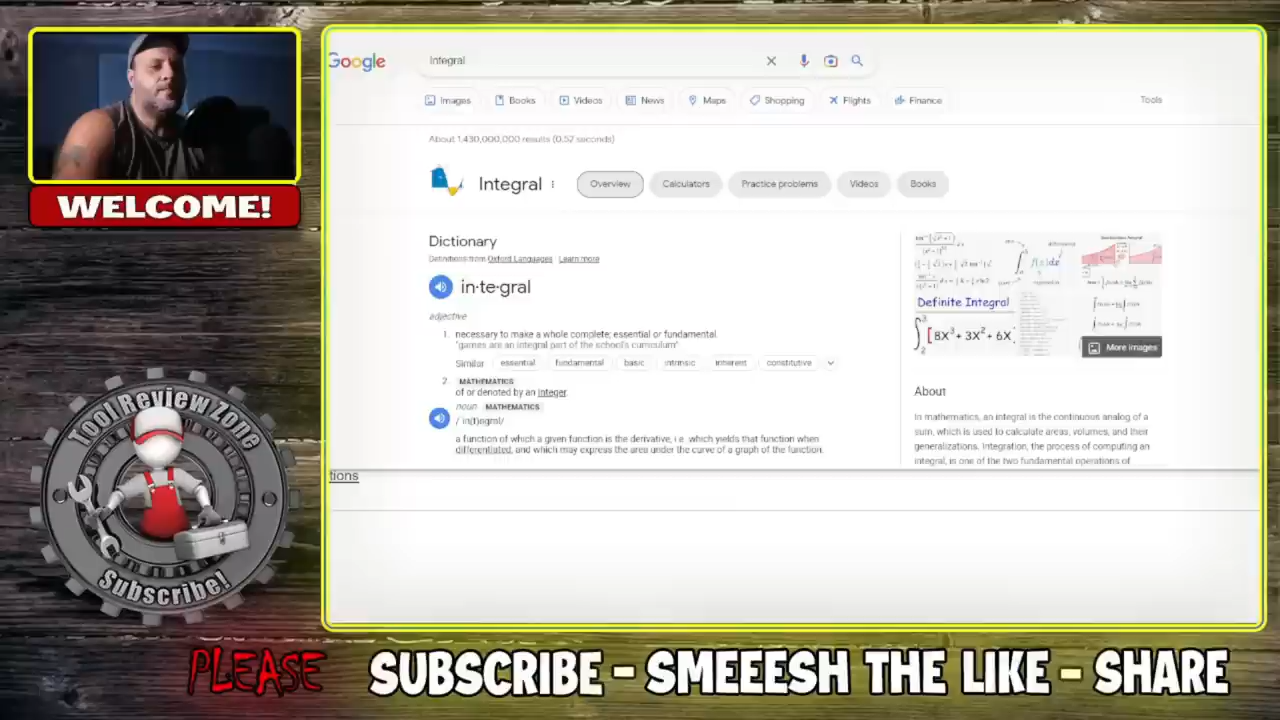 Google
Integral
Images Books Videos News Maps Shopping Flights Finance Tools
About 1,430,000,000 results (0.52 seconds)
Integral
Overview Calculators Practice problems Videos Books
WELCOME!
Dictionary
Definitions from Oxford Languages Learn more
in·te·gral
adjective
1. necessary to make a whole complete; essential or fundamental.
"games are an integral part of the school's curriculum"
Similar essential fundamental basic intrinsic inherent constitutive
2. MATHEMATICS
of or denoted by an integer.
noun MATHEMATICS
/ˈin(t)əɡrəl/
a function of which a given function is the derivative, i.e. which yields that function when
differentiated, and which may express the area under the curve of a graph of the function.
Definite Integral
8X³ + 3X² + 6X
More images
About
In mathematics, an integral is the continuous analog of a
sum, which is used to calculate areas, volumes, and their
generalizations. Integration, the process of computing an
integral, is one of the two fundamental operations of
tions
Tool Review Zone
Subscribe!
PLEASE SUBSCRIBE - SMEEESH THE LIKE - SHARE